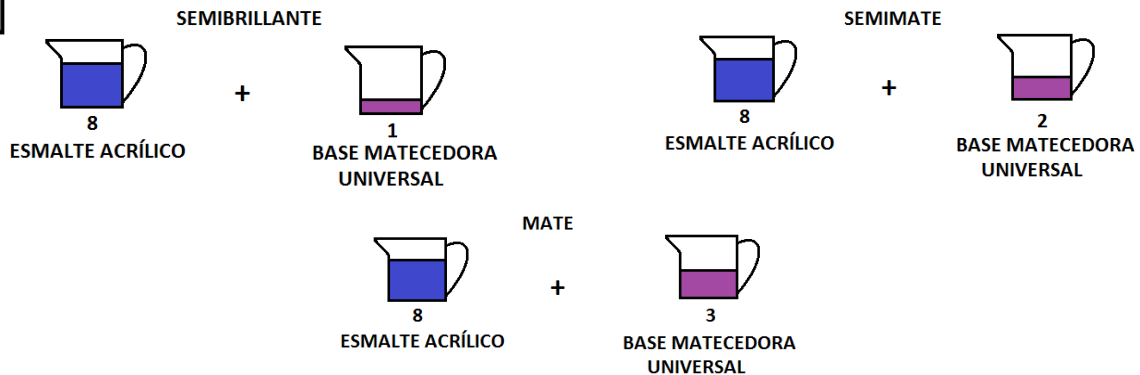 SEMIBRILLANTE
+
8
ESMALTE ACRÍLICO
1
BASE MATECEDORA
UNIVERSAL
SEMIMATE
+
8
ESMALTE ACRÍLICO
2
BASE MATECEDORA
UNIVERSAL
MATE
+
8
ESMALTE ACRÍLICO
3
BASE MATECEDORA
UNIVERSAL